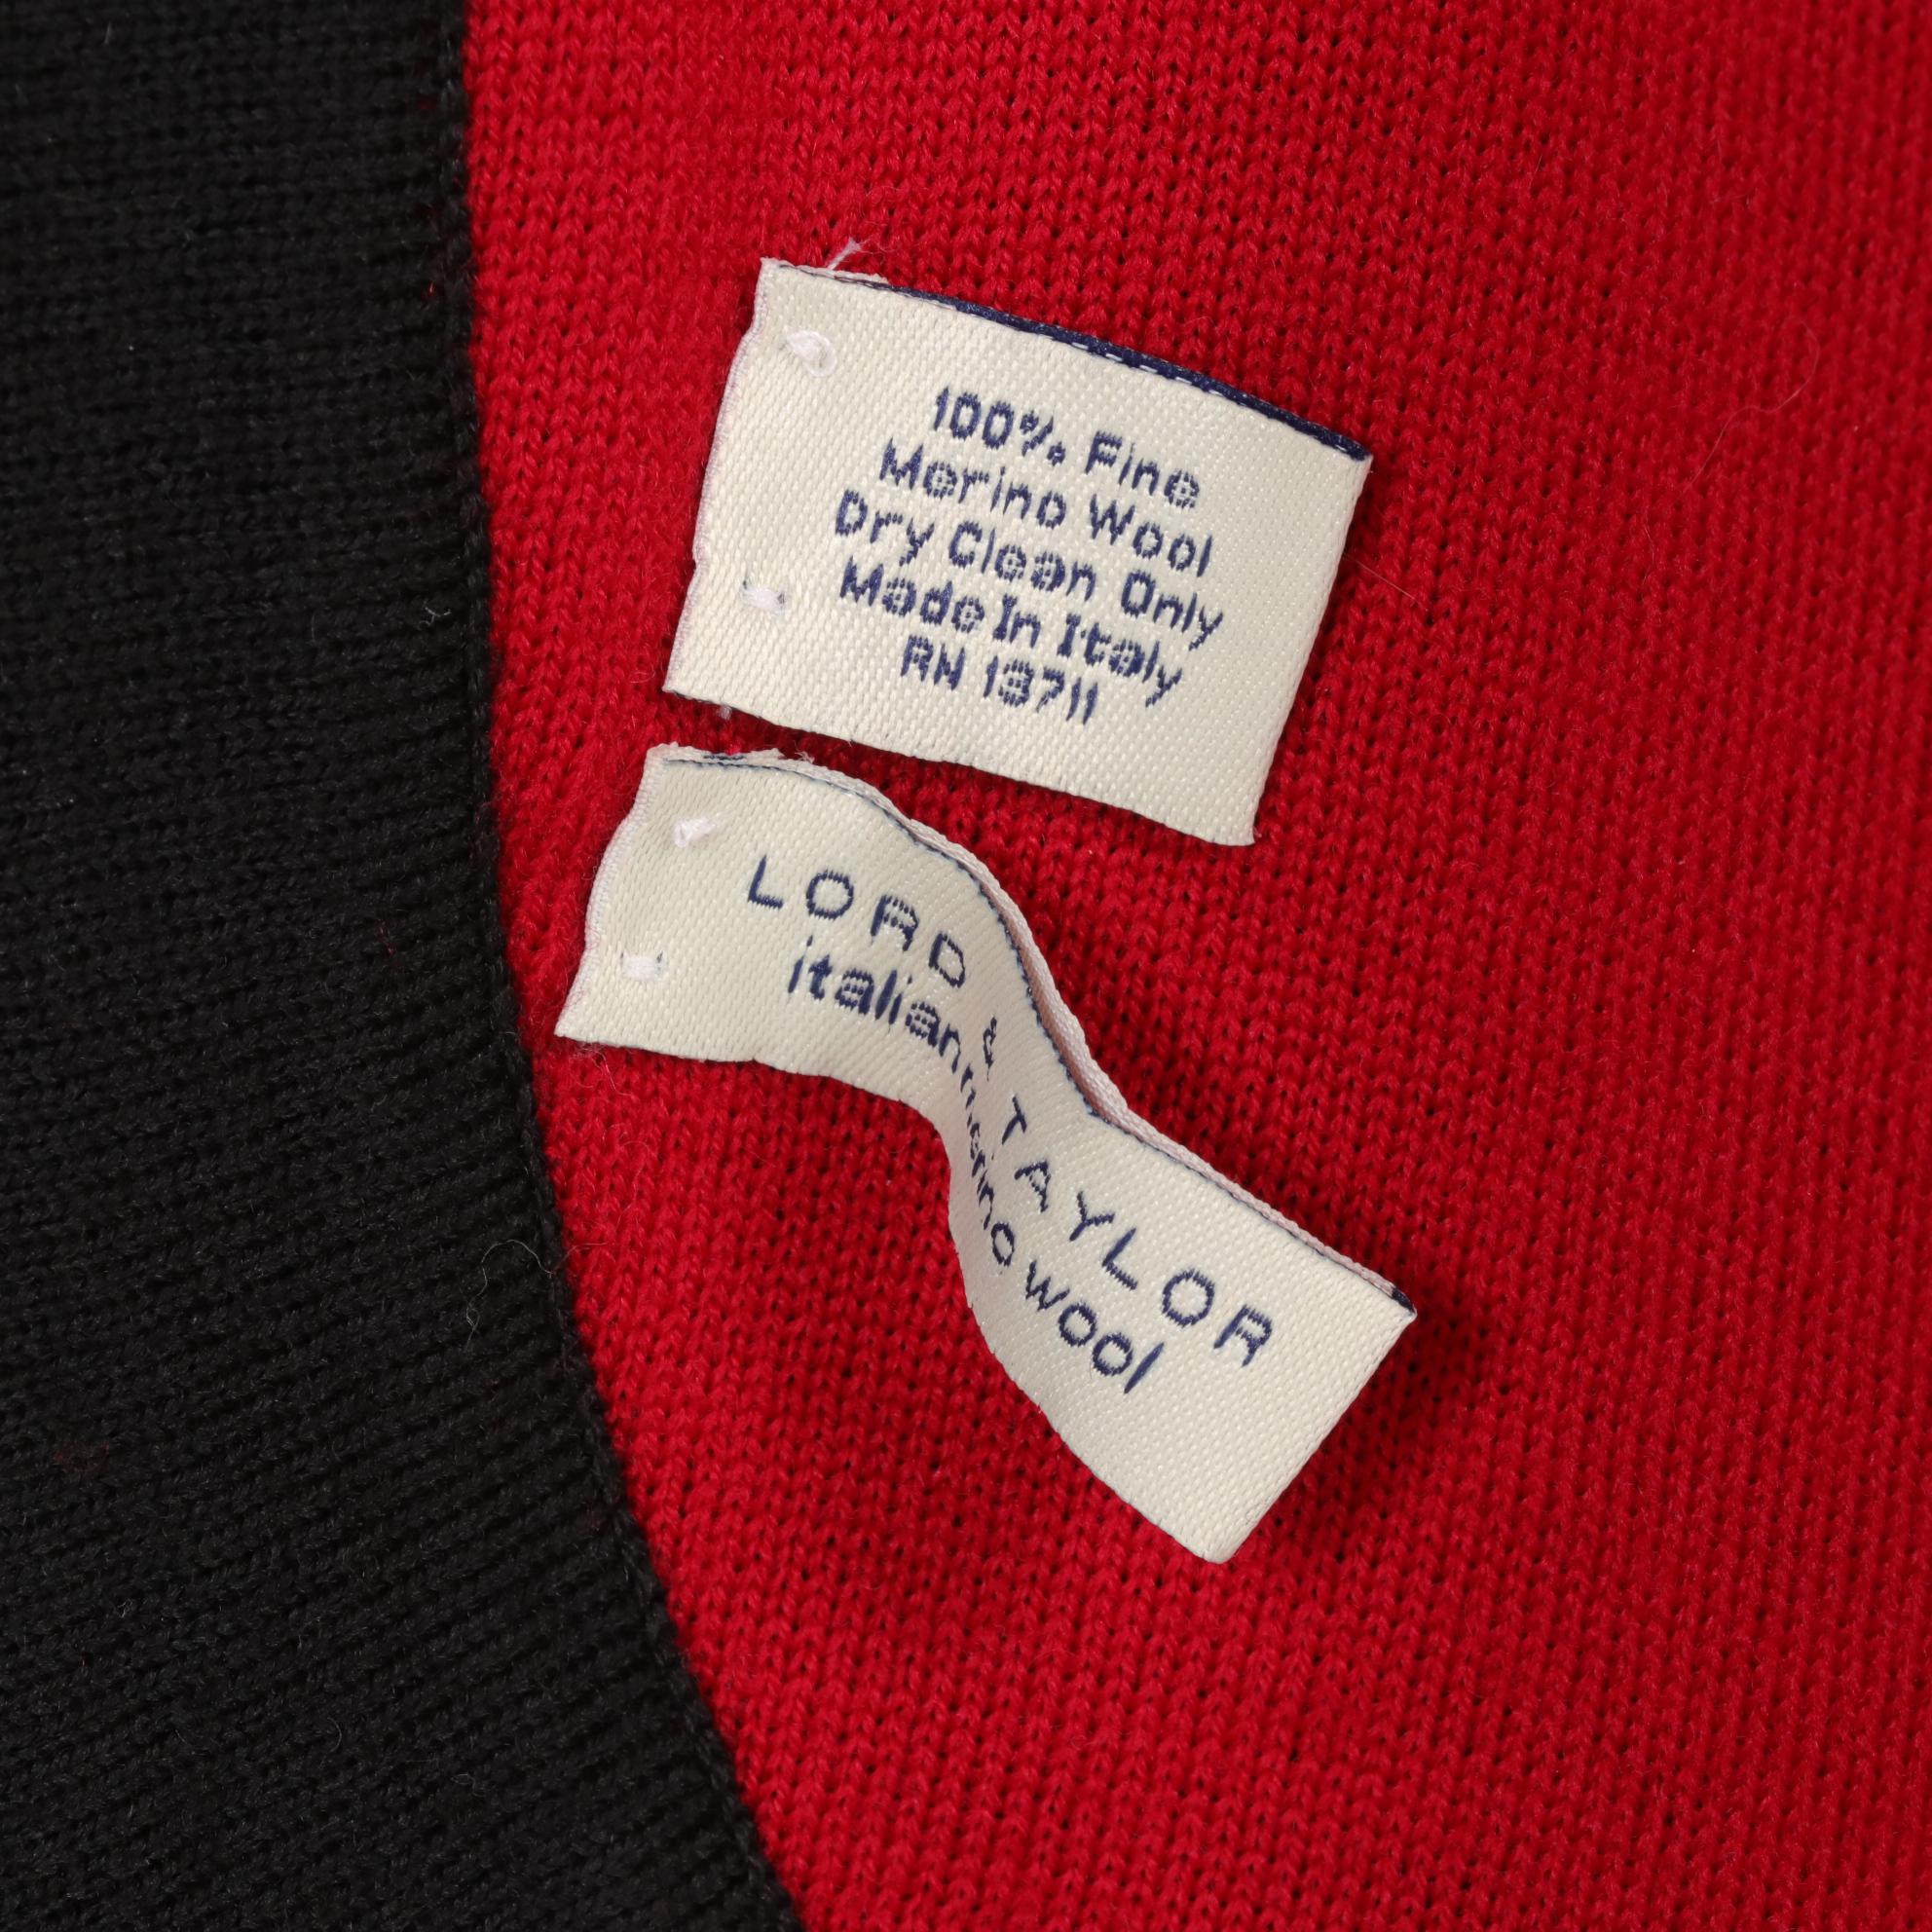 100% Fine
Merino Wool
Dry Clean Only
Made In Italy
RN 13711
LORD & TAYLOR
italian merino wool